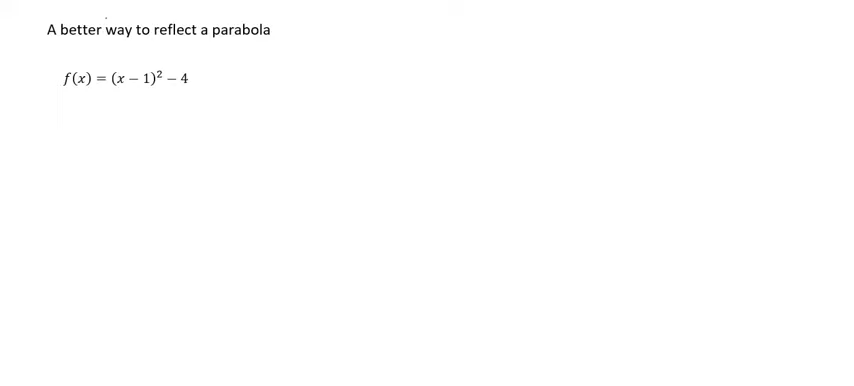 A better way to reflect a parabola
f(x) = (x − 1)² − 4